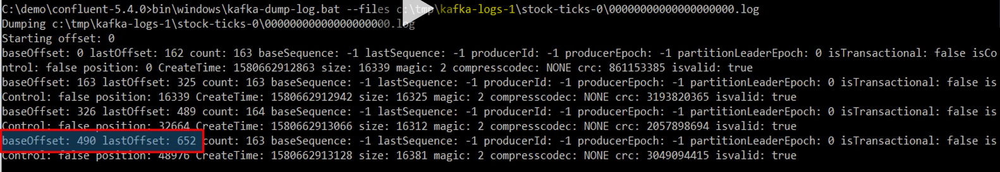 C:\demo\confluent-5.4.0>bin\windows\kafka-dump-log.bat --files c:\tmp\kafka-logs-1\stock-ticks-0\00000000000000000000.log
Dumping c:\tmp\kafka-logs-1\stock-ticks-0\00000000000000000000.log
Starting offset: 0
baseOffset: 0 lastOffset: 162 count: 163 baseSequence: -1 lastSequence: -1 producerId: -1 producerEpoch: -1 partitionLeaderEpoch: 0 isTransactional: false isCo
ntrol: false position: 0 CreateTime: 1580662912863 size: 16339 magic: 2 compresscodec: NONE crc: 861153385 isvalid: true
baseOffset: 163 lastOffset: 325 count: 163 baseSequence: -1 lastSequence: -1 producerId: -1 producerEpoch: -1 partitionLeaderEpoch: 0 isTransactional: false is
Control: false position: 16339 CreateTime: 1580662912942 size: 16325 magic: 2 compresscodec: NONE crc: 3193820365 isvalid: true
baseOffset: 326 lastOffset: 489 count: 164 baseSequence: -1 lastSequence: -1 producerId: -1 producerEpoch: -1 partitionLeaderEpoch: 0 isTransactional: false is
Control: false position: 32664 CreateTime: 1580662913066 size: 16312 magic: 2 compresscodec: NONE crc: 2057898694 isvalid: true
baseOffset: 490 lastOffset: 652 count: 163 baseSequence: -1 lastSequence: -1 producerId: -1 producerEpoch: -1 partitionLeaderEpoch: 0 isTransactional: false is
Control: false position: 48976 CreateTime: 1580662913128 size: 16381 magic: 2 compresscodec: NONE crc: 3049094415 isvalid: true